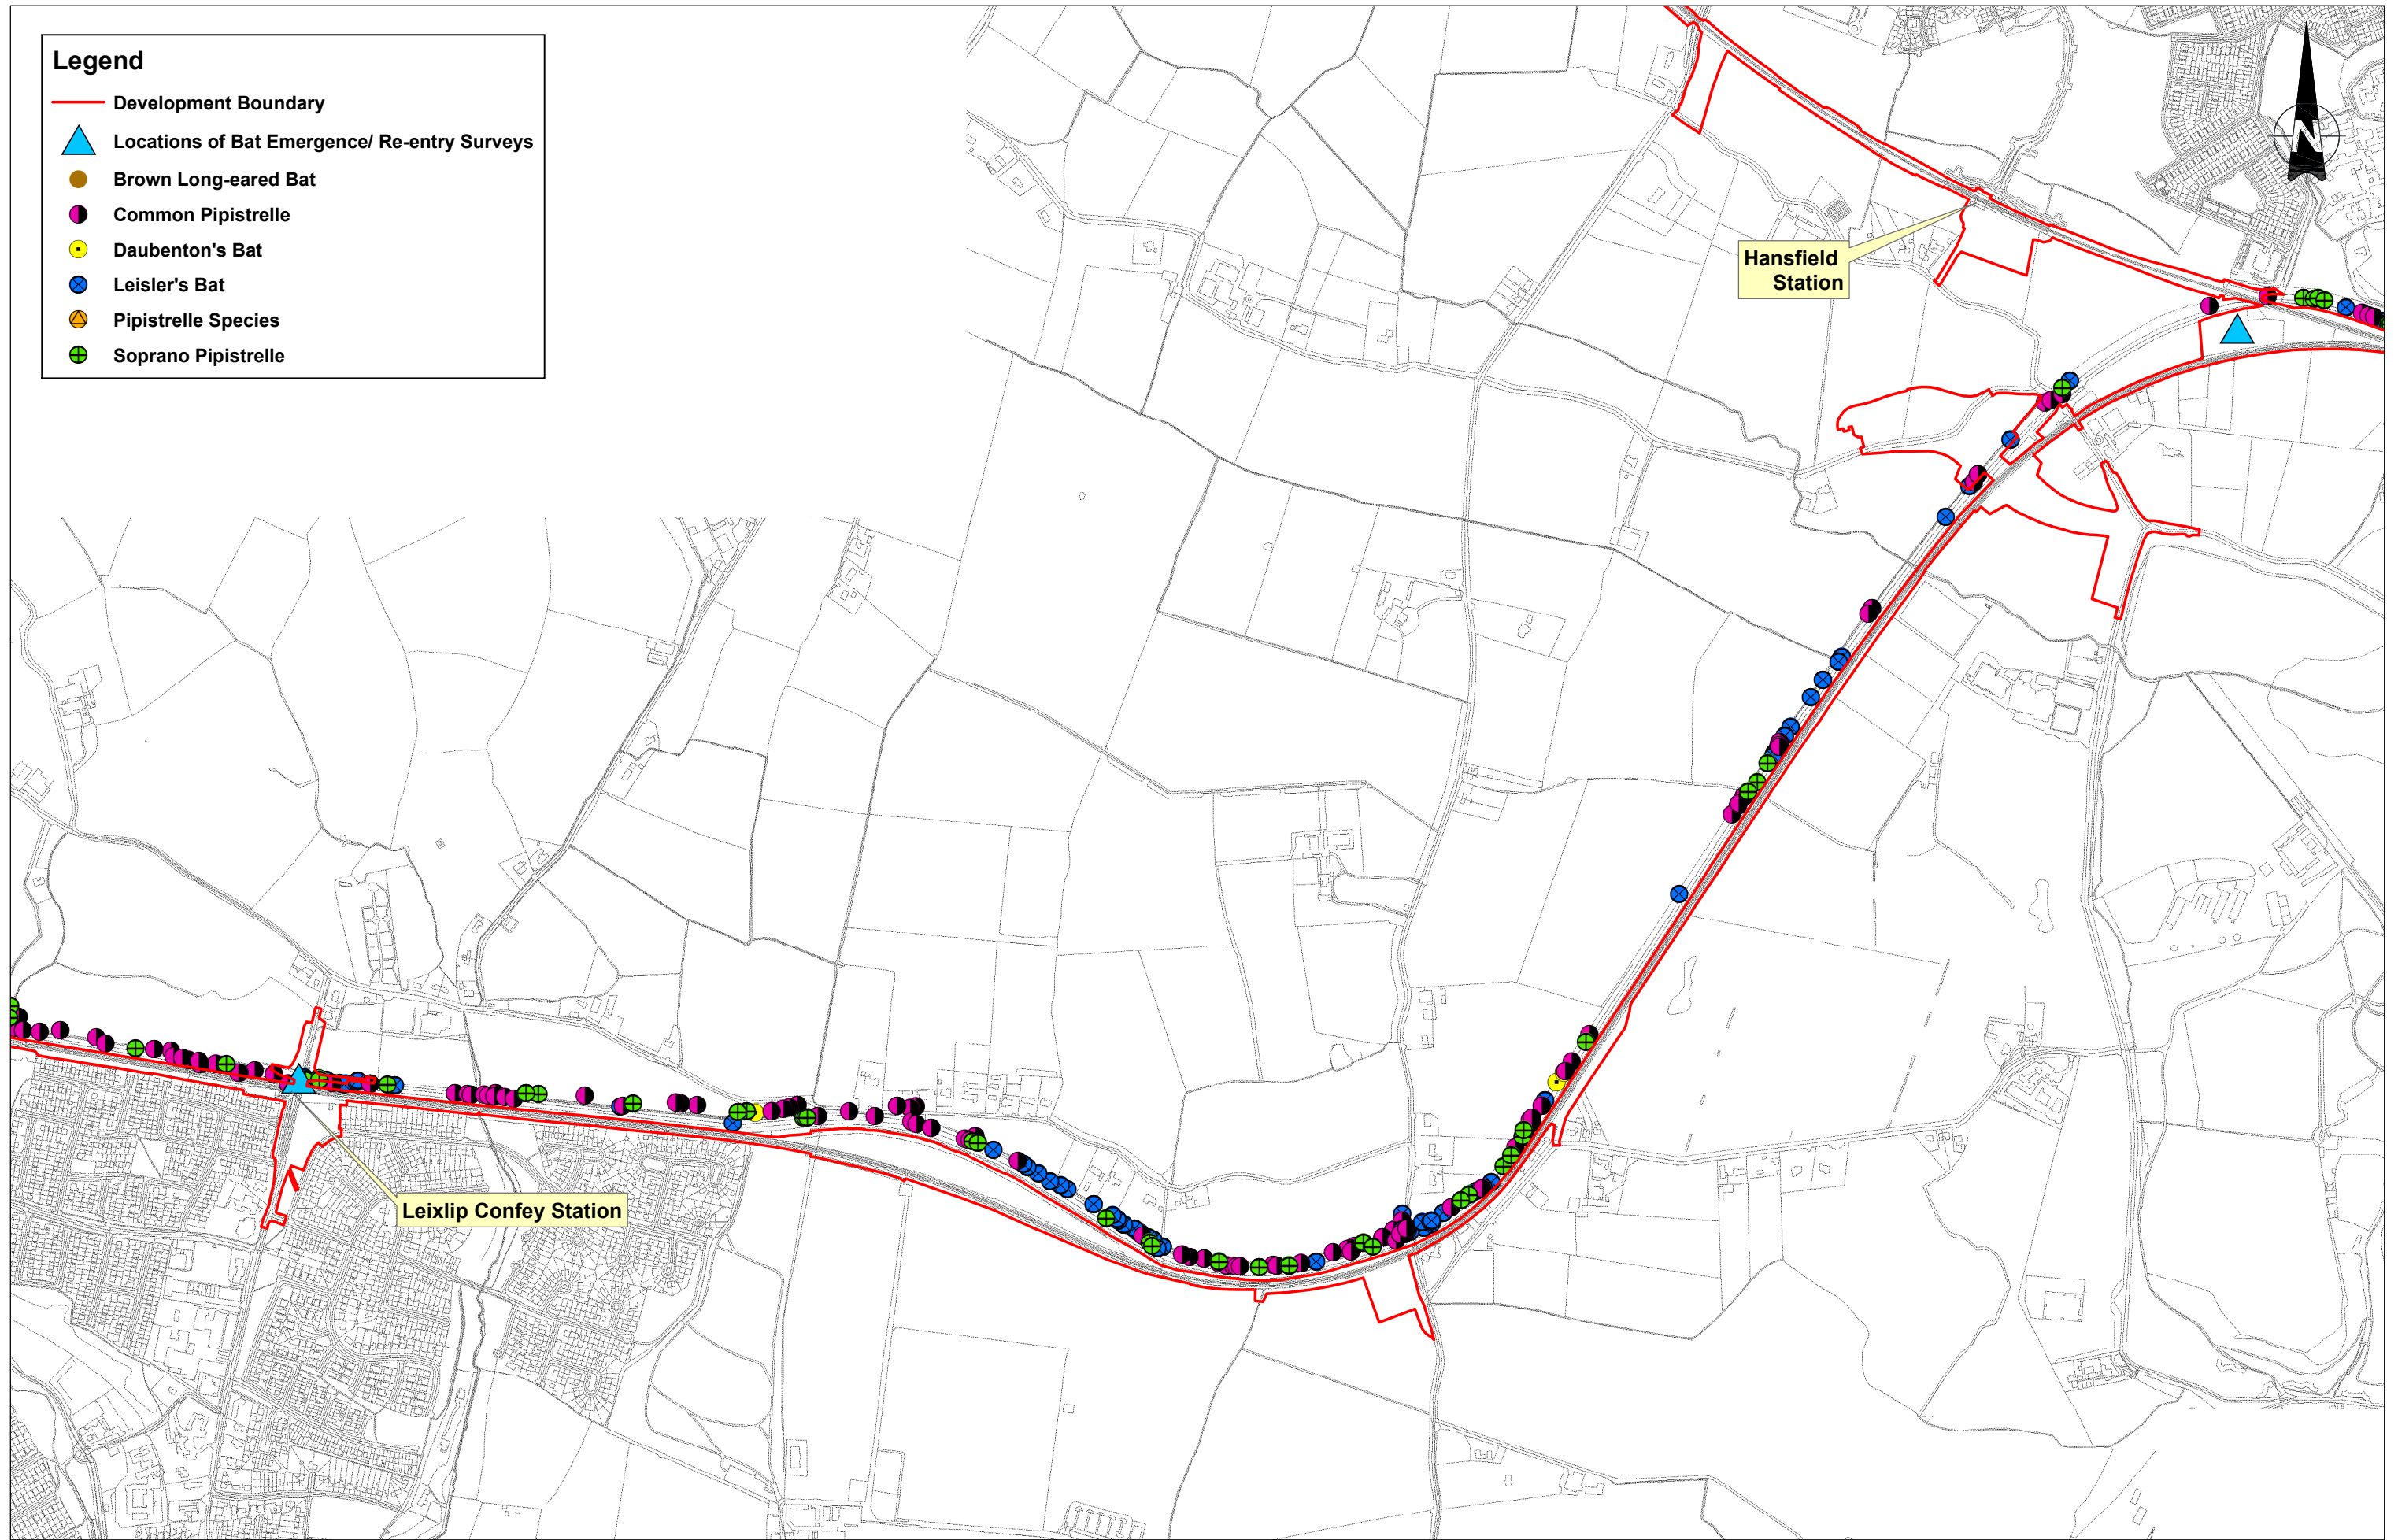 Legend
Development Boundary
Locations of Bat Emergence/ Re-entry Surveys
Brown Long-eared Bat
Common Pipistrelle
Daubenton's Bat
Leisler's Bat
Pipistrelle Species
Soprano Pipistrelle
N
Hansfield
Station
Leixlip Confey Station